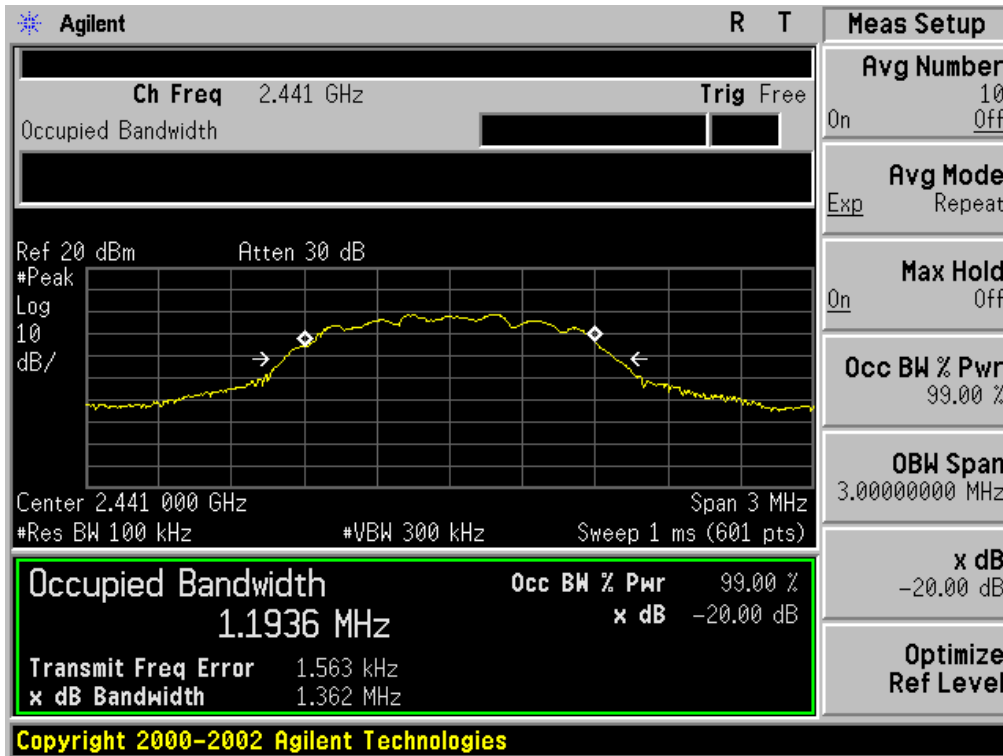 Agilent R T
Ch Freq 2.441 GHz Trig Free
Occupied Bandwidth
Ref 20 dBm Atten 30 dB
#Peak
Log
10
dB/
Center 2.441 000 GHz Span 3 MHz
#Res BW 100 kHz #VBW 300 kHz Sweep 1 ms (601 pts)
Occupied Bandwidth
1.1936 MHz
Occ BW % Pwr 99.00 %
x dB -20.00 dB
Transmit Freq Error 1.563 kHz
x dB Bandwidth 1.362 MHz
Copyright 2000-2002 Agilent Technologies
Meas Setup
Avg Number
10
On Off
Avg Mode
Exp Repeat
Max Hold
On Off
Occ BW % Pwr
99.00 %
OBW Span
3.00000000 MHz
x dB
-20.00 dB
Optimize
Ref Level